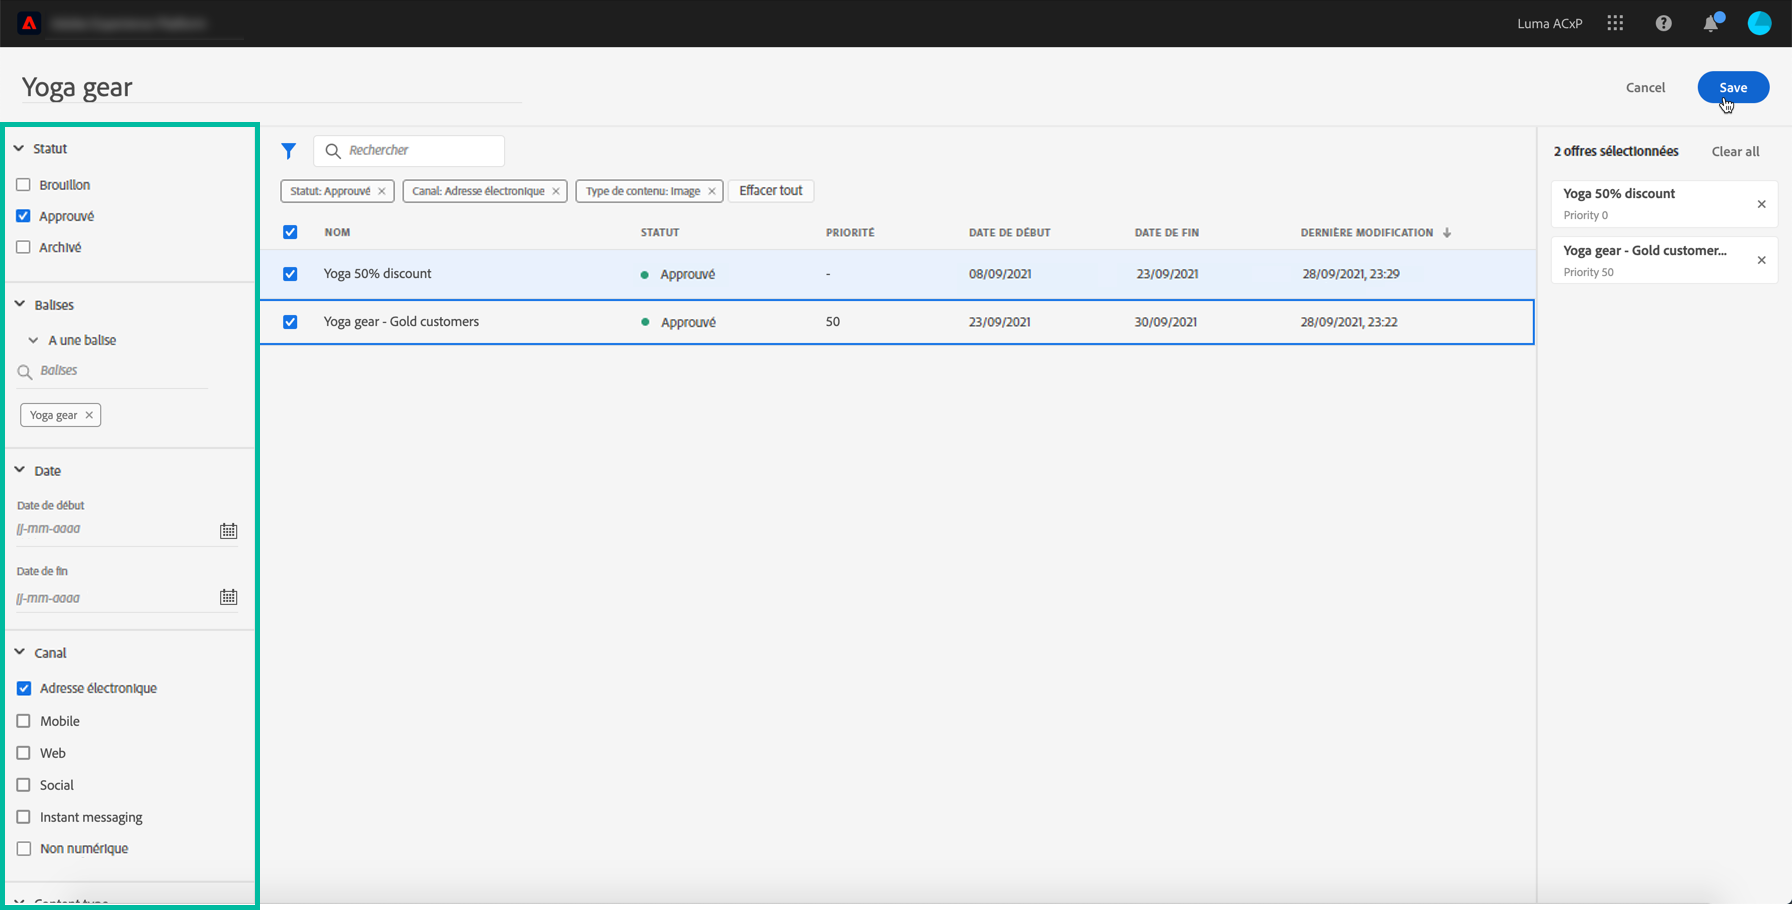 Luma ACxP
Yoga gear
Cancel
Save
Statut
Brouillon
Approuvé
Archivé
Balises
A une balise
Balises
Yoga gear
Date
Date de début
jj-mm-aaaa
Date de fin
jj-mm-aaaa
Canal
Adresse électronique
Mobile
Web
Social
Instant messaging
Non numérique
Content type
Rechercher
Statut: Approuvé Canal: Adresse électronique Type de contenu: Image Effacer tout
NOM STATUT PRIORITÉ DATE DE DÉBUT DATE DE FIN DERNIÈRE MODIFICATION
Yoga 50% discount Approuvé - 08/09/2021 23/09/2021 28/09/2021, 23:29
Yoga gear - Gold customers Approuvé 50 23/09/2021 30/09/2021 28/09/2021, 23:22
2 offres sélectionnées Clear all
Yoga 50% discount
Priority 0
Yoga gear - Gold customer...
Priority 50